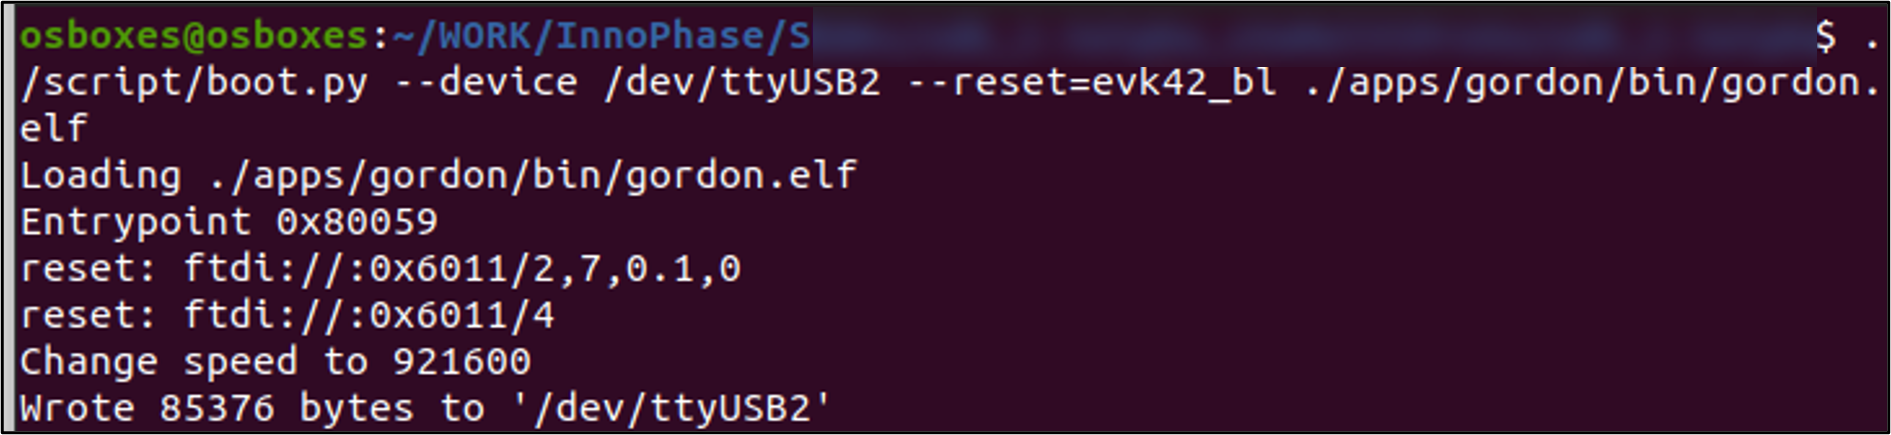 osboxes@osboxes:~/WORK/InnoPhase/S $ .
/script/boot.py --device /dev/ttyUSB2 --reset=evk42_bl ./apps/gordon/bin/gordon.
elf
Loading ./apps/gordon/bin/gordon.elf
Entrypoint 0x80059
reset: ftdi://:0x6011/2,7,0.1,0
reset: ftdi://:0x6011/4
Change speed to 921600
Wrote 85376 bytes to '/dev/ttyUSB2'